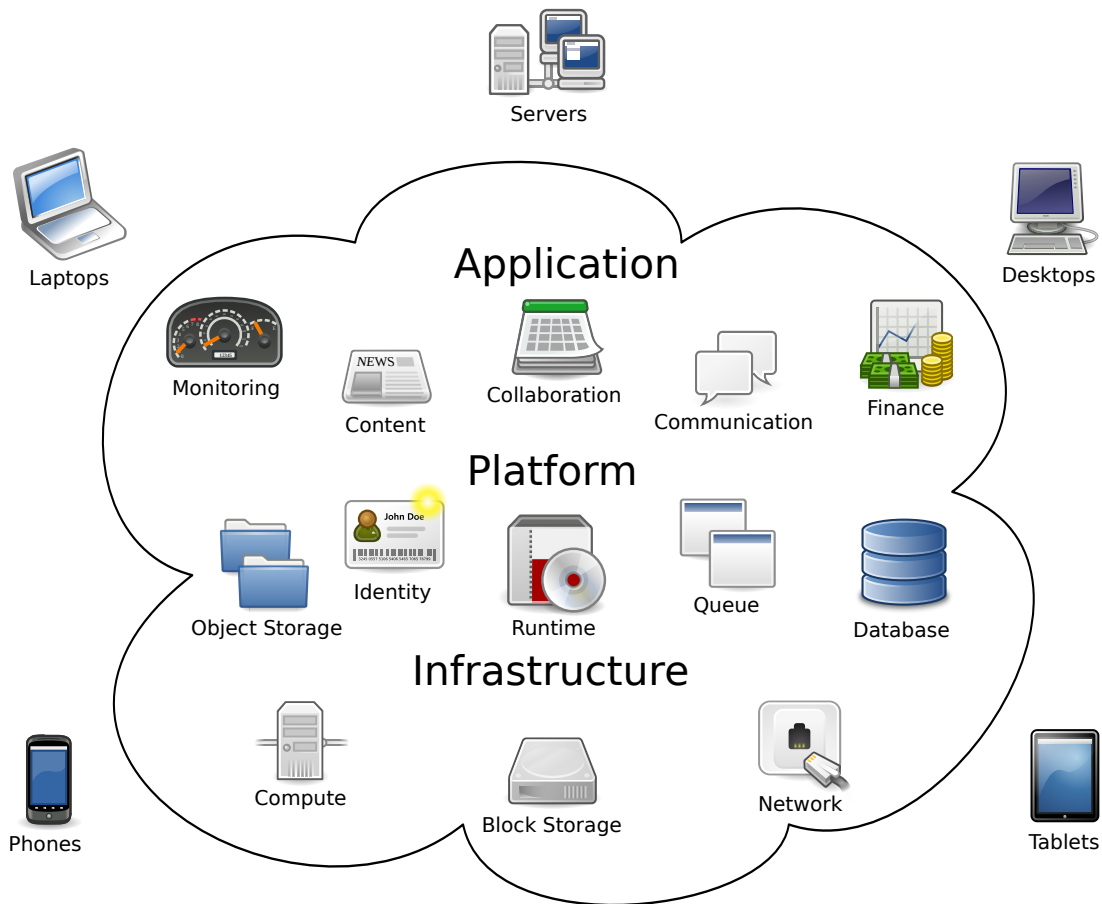 Servers
Laptops
Desktops
Application
Monitoring
NEWS
Content
Collaboration
Communication
Finance
Platform
Object Storage
John Doe
Identity
Runtime
Queue
Database
Infrastructure
Compute
Block Storage
Network
Phones
Tablets